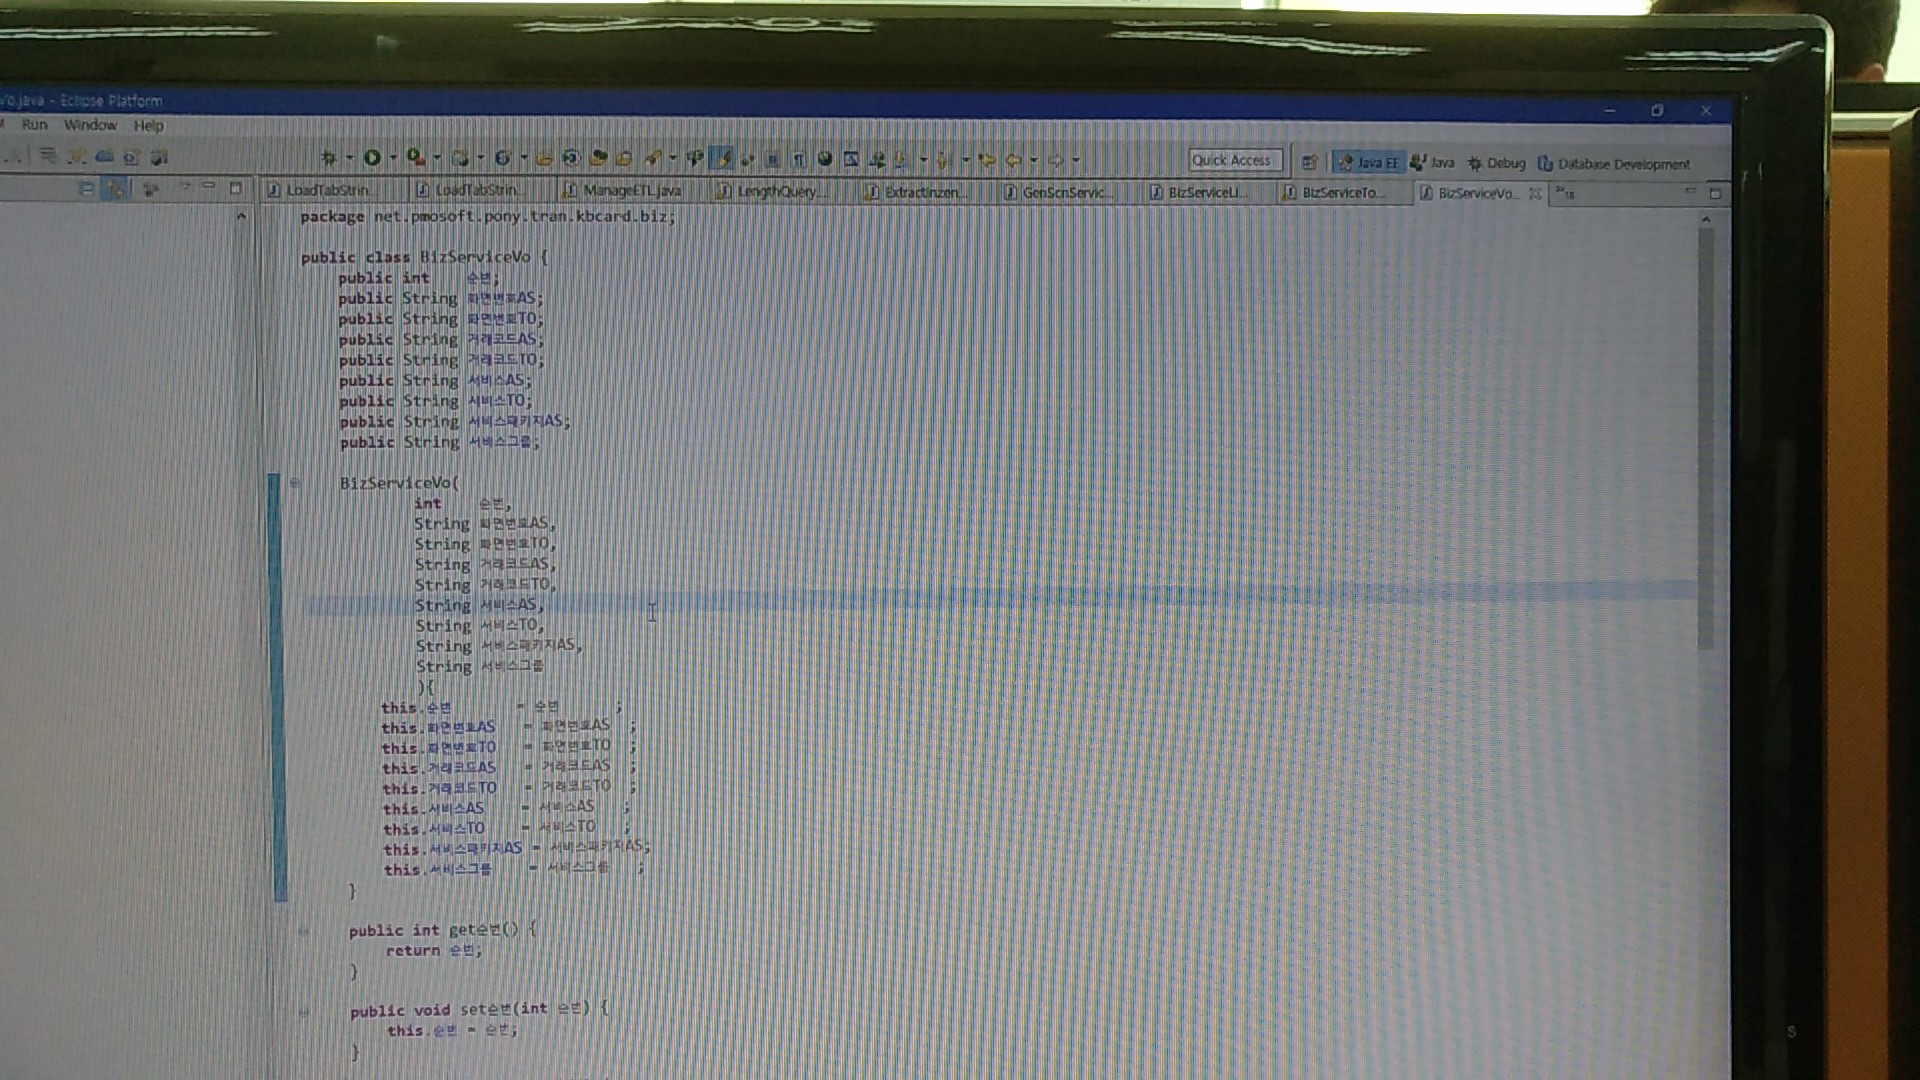 Vo.java - Eclipse Platform
Run Window Help
Quick Access Java EE Java Debug Database Development
LoadTabStrin... LoadTabStrin... ManageETL.java LengthQuery.... ExtractInzen... GenScnServic... BizServiceLi... BizServiceTo... BizServiceVo... 18
package net.pmosoft.pony.tran.kbcard.biz;
public class BizServiceVo {
public int 순번;
public String 화면번호AS;
public String 화면번호TO;
public String 거래코드AS;
public String 거래코드TO;
public String 서비스AS;
public String 서비스TO;
public String 서비스패키지AS;
public String 서비스그룹;
BizServiceVo(
int 순번,
String 화면번호AS,
String 화면번호TO,
String 거래코드AS,
String 거래코드TO,
String 서비스AS,
String 서비스TO,
String 서비스패키지AS,
String 서비스그룹
){
this.순번 = 순번 ;
this.화면번호AS = 화면번호AS ;
this.화면번호TO = 화면번호TO ;
this.거래코드AS = 거래코드AS ;
this.거래코드TO = 거래코드TO ;
this.서비스AS = 서비스AS ;
this.서비스TO = 서비스TO ;
this.서비스패키지AS = 서비스패키지AS;
this.서비스그룹 = 서비스그룹 ;
}
public int get순번() {
return 순번;
}
public void set순번(int 순번) {
this.순번 = 순번;
}
S